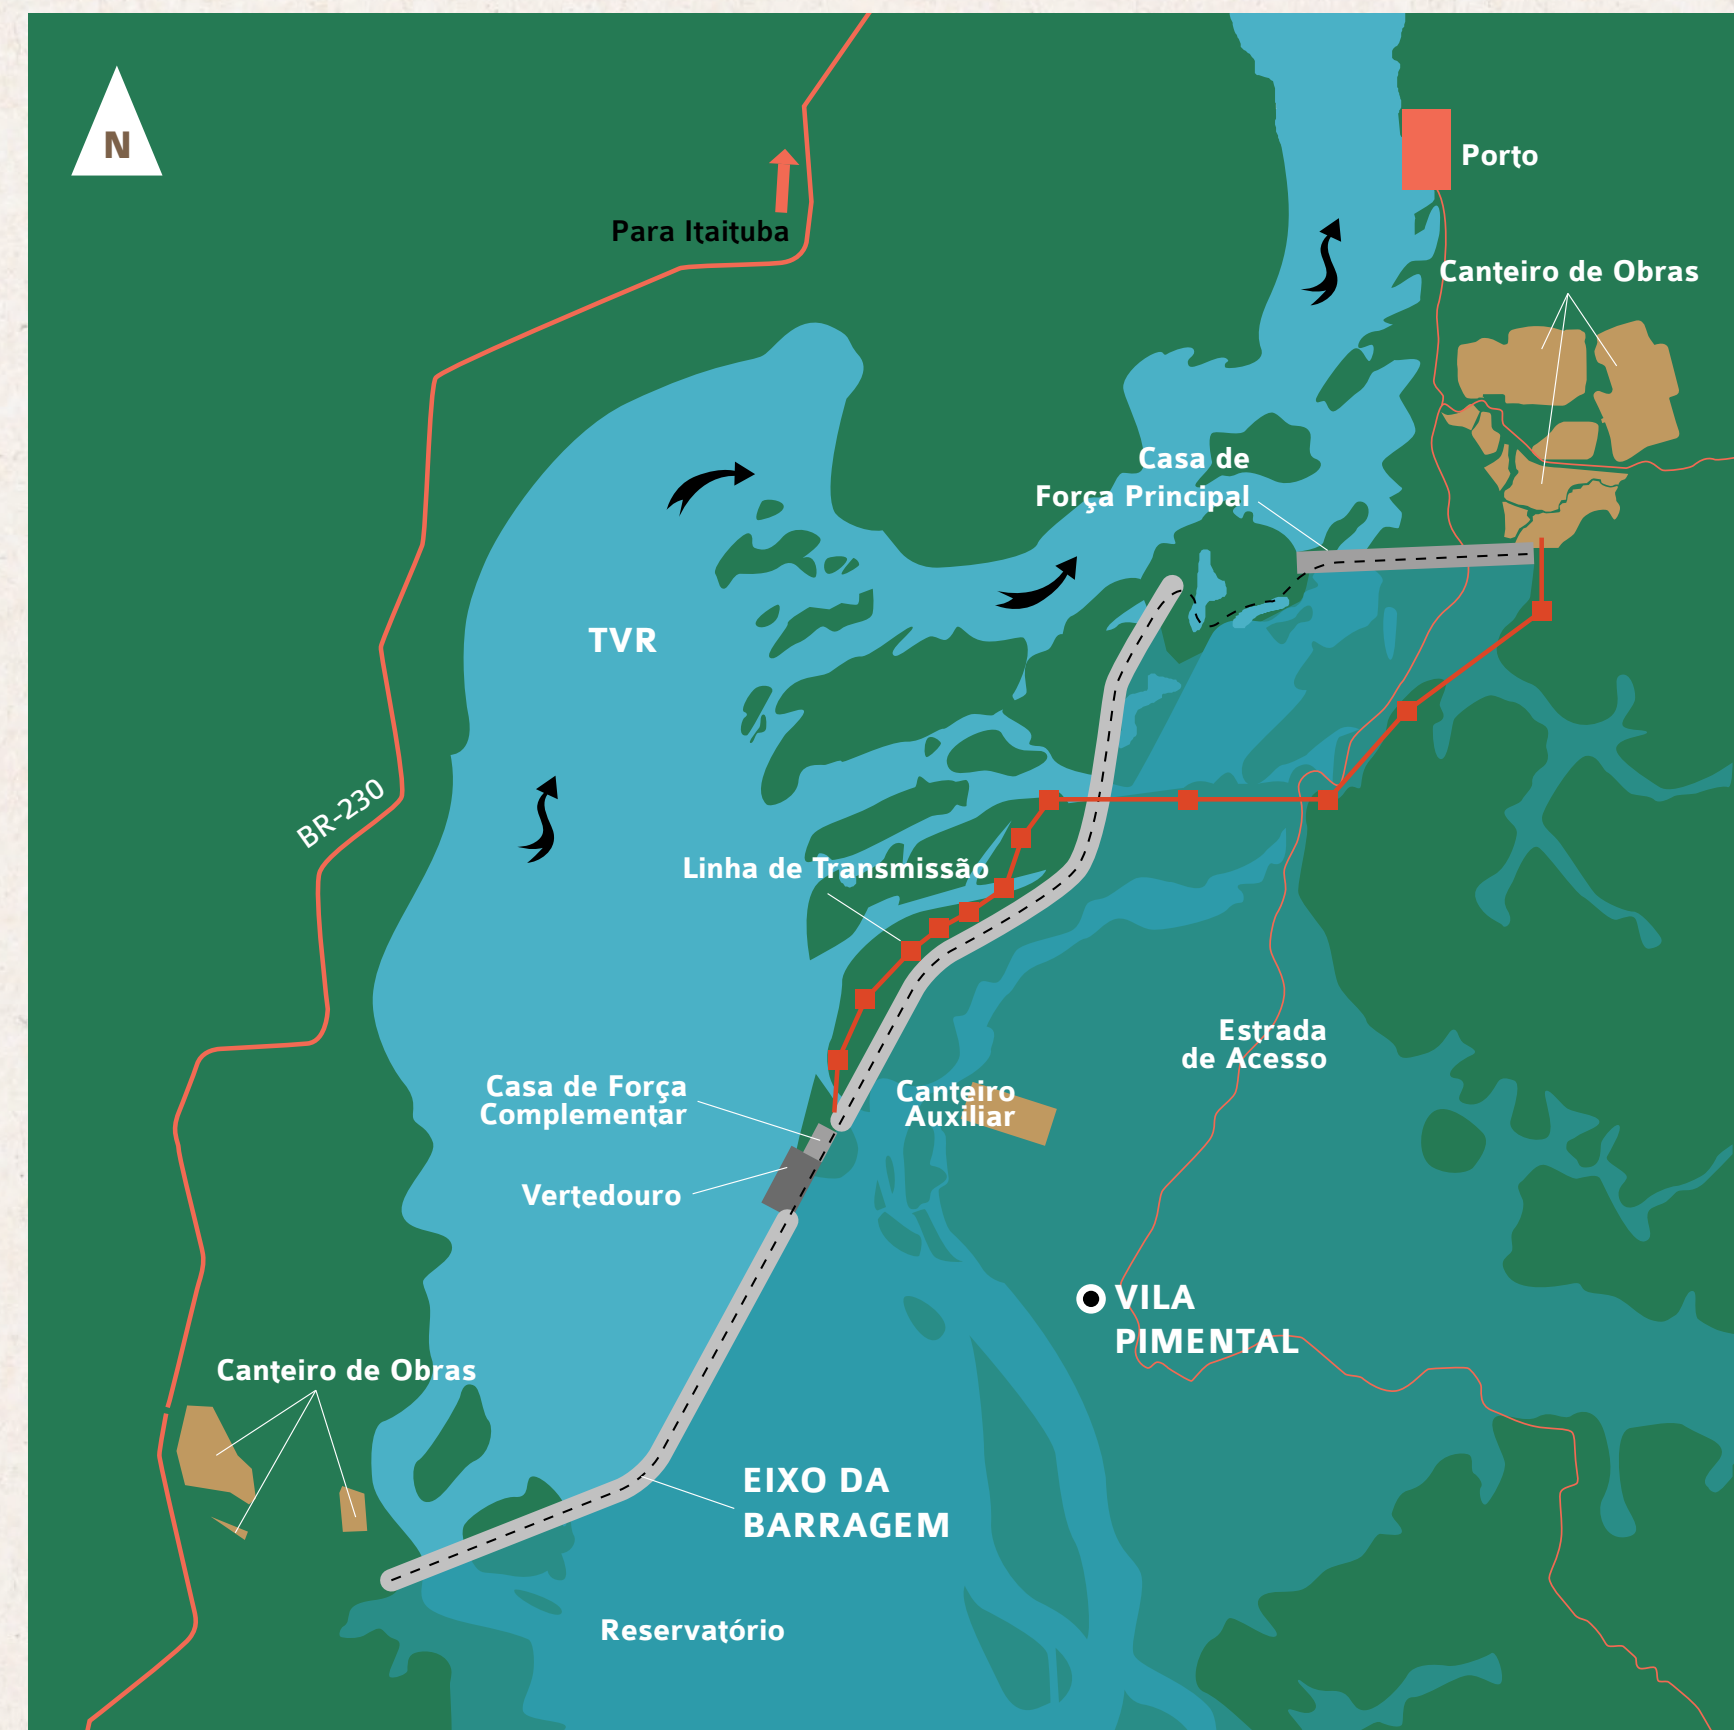 N
Porto
Para Itaituba
Canteiro de Obras
Casa de
Força Principal
TVR
BR-230
Linha de Transmissão
Estrada
de Acesso
Casa de Força
Complementar
Canteiro
Auxiliar
Vertedouro
VILA
PIMENTAL
Canteiro de Obras
EIXO DA
BARRAGEM
Reservatório